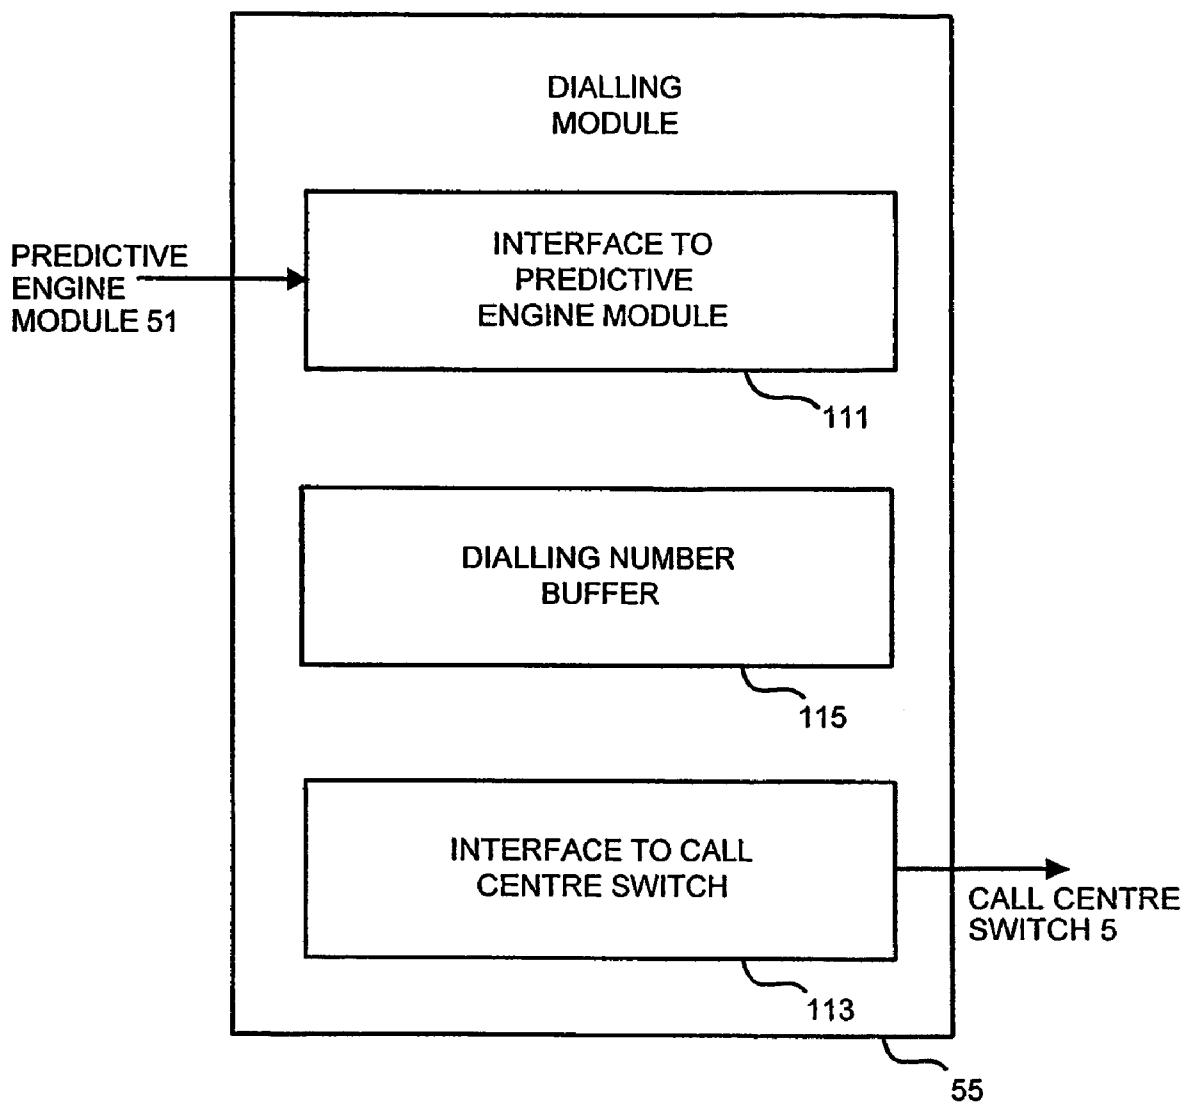 DIALLING
MODULE
PREDICTIVE
ENGINE
MODULE 51
INTERFACE TO
PREDICTIVE
ENGINE MODULE
111
DIALLING NUMBER
BUFFER
115
INTERFACE TO CALL
CENTRE SWITCH
CALL CENTRE
SWITCH 5
113
55